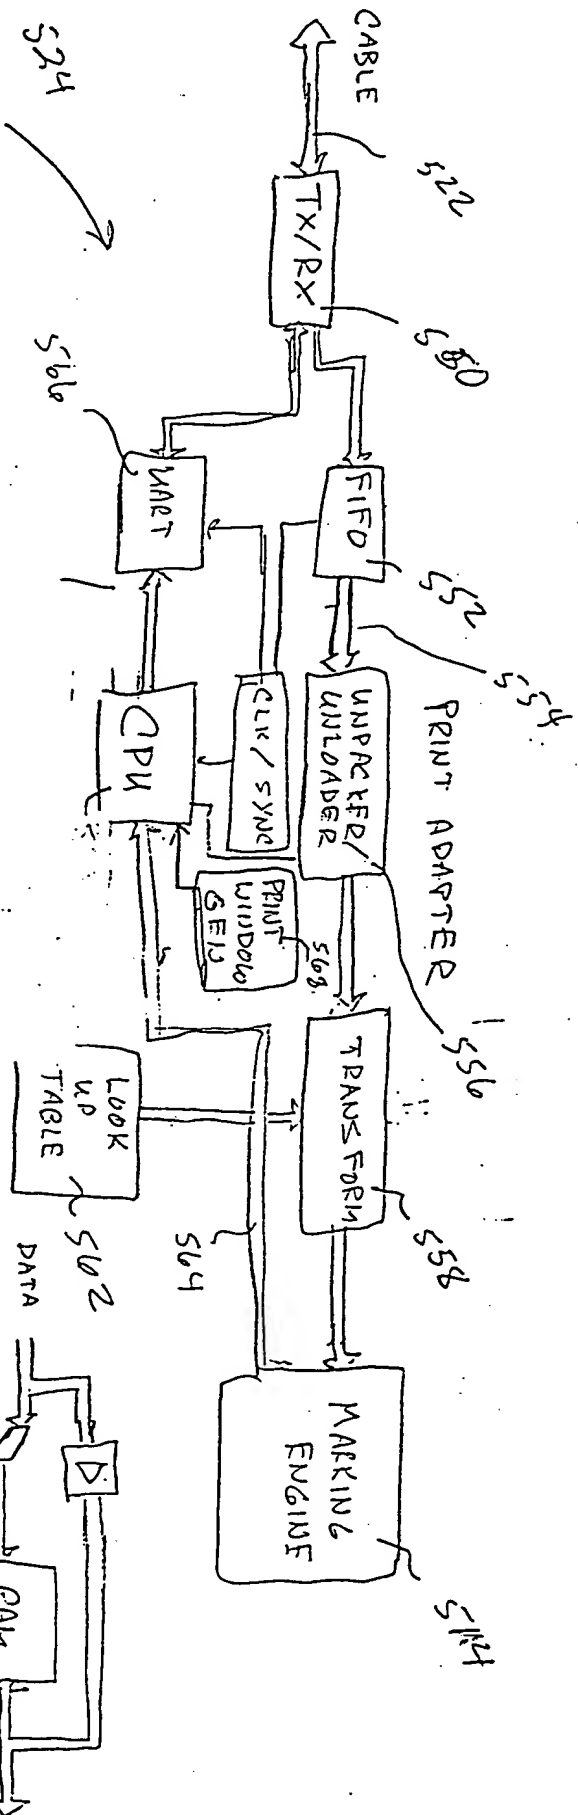 PRINT ADAPTER
522
550
552
554
556
558
514
CABLE
TX/RX
FIFO
UNPACKER/
UNLOADER
TRANSFORM
MARKING
ENGINE
CLK/SYNC
568
PRINT
WINDOW
GEN
564
524
566
UART
CPU
LOOK
UP
TABLE
562
DATA
D